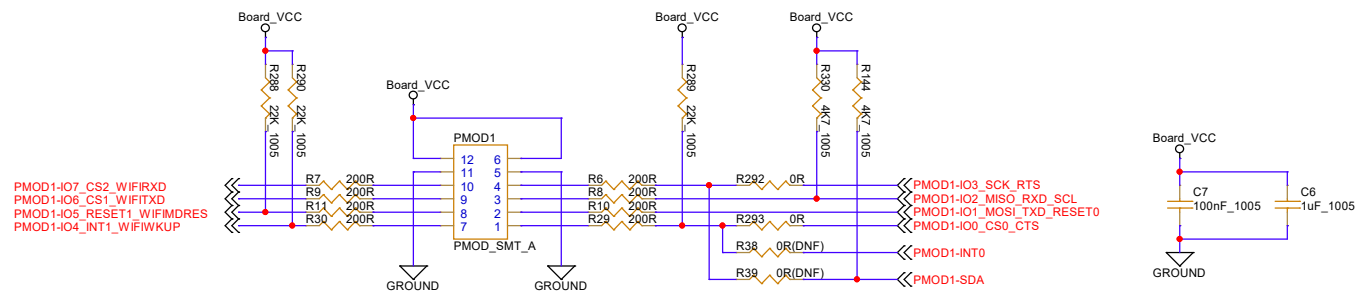 Board_VCC
Board_VCC
Board_VCC
R288
22K_1005
R290
22K_1005
Board_VCC
R289
22K_1005
R330
4K7_1005
R144
4K7_1005
Board_VCC
PMOD1
12 6
11 5
10 4
9 3
8 2
7 1
PMOD_SMT_A
PMOD1-IO7_CS2_WIFIRXD R7 200R R6 200R R292 0R PMOD1-IO3_SCK_RTS
PMOD1-IO6_CS1_WIFITXD R9 200R R8 200R PMOD1-IO2_MISO_RXD_SCL
PMOD1-IO5_RESET1_WIFIMDRES R11 200R R10 200R PMOD1-IO1_MOSI_TXD_RESET0
PMOD1-IO4_INT1_WIFIWKUP R30 200R R29 200R R293 0R PMOD1-IO0_CS0_CTS
R38 0R(DNF) PMOD1-INT0
R39 0R(DNF) PMOD1-SDA
GROUND GROUND
C7
100nF_1005
C6
1uF_1005
GROUND